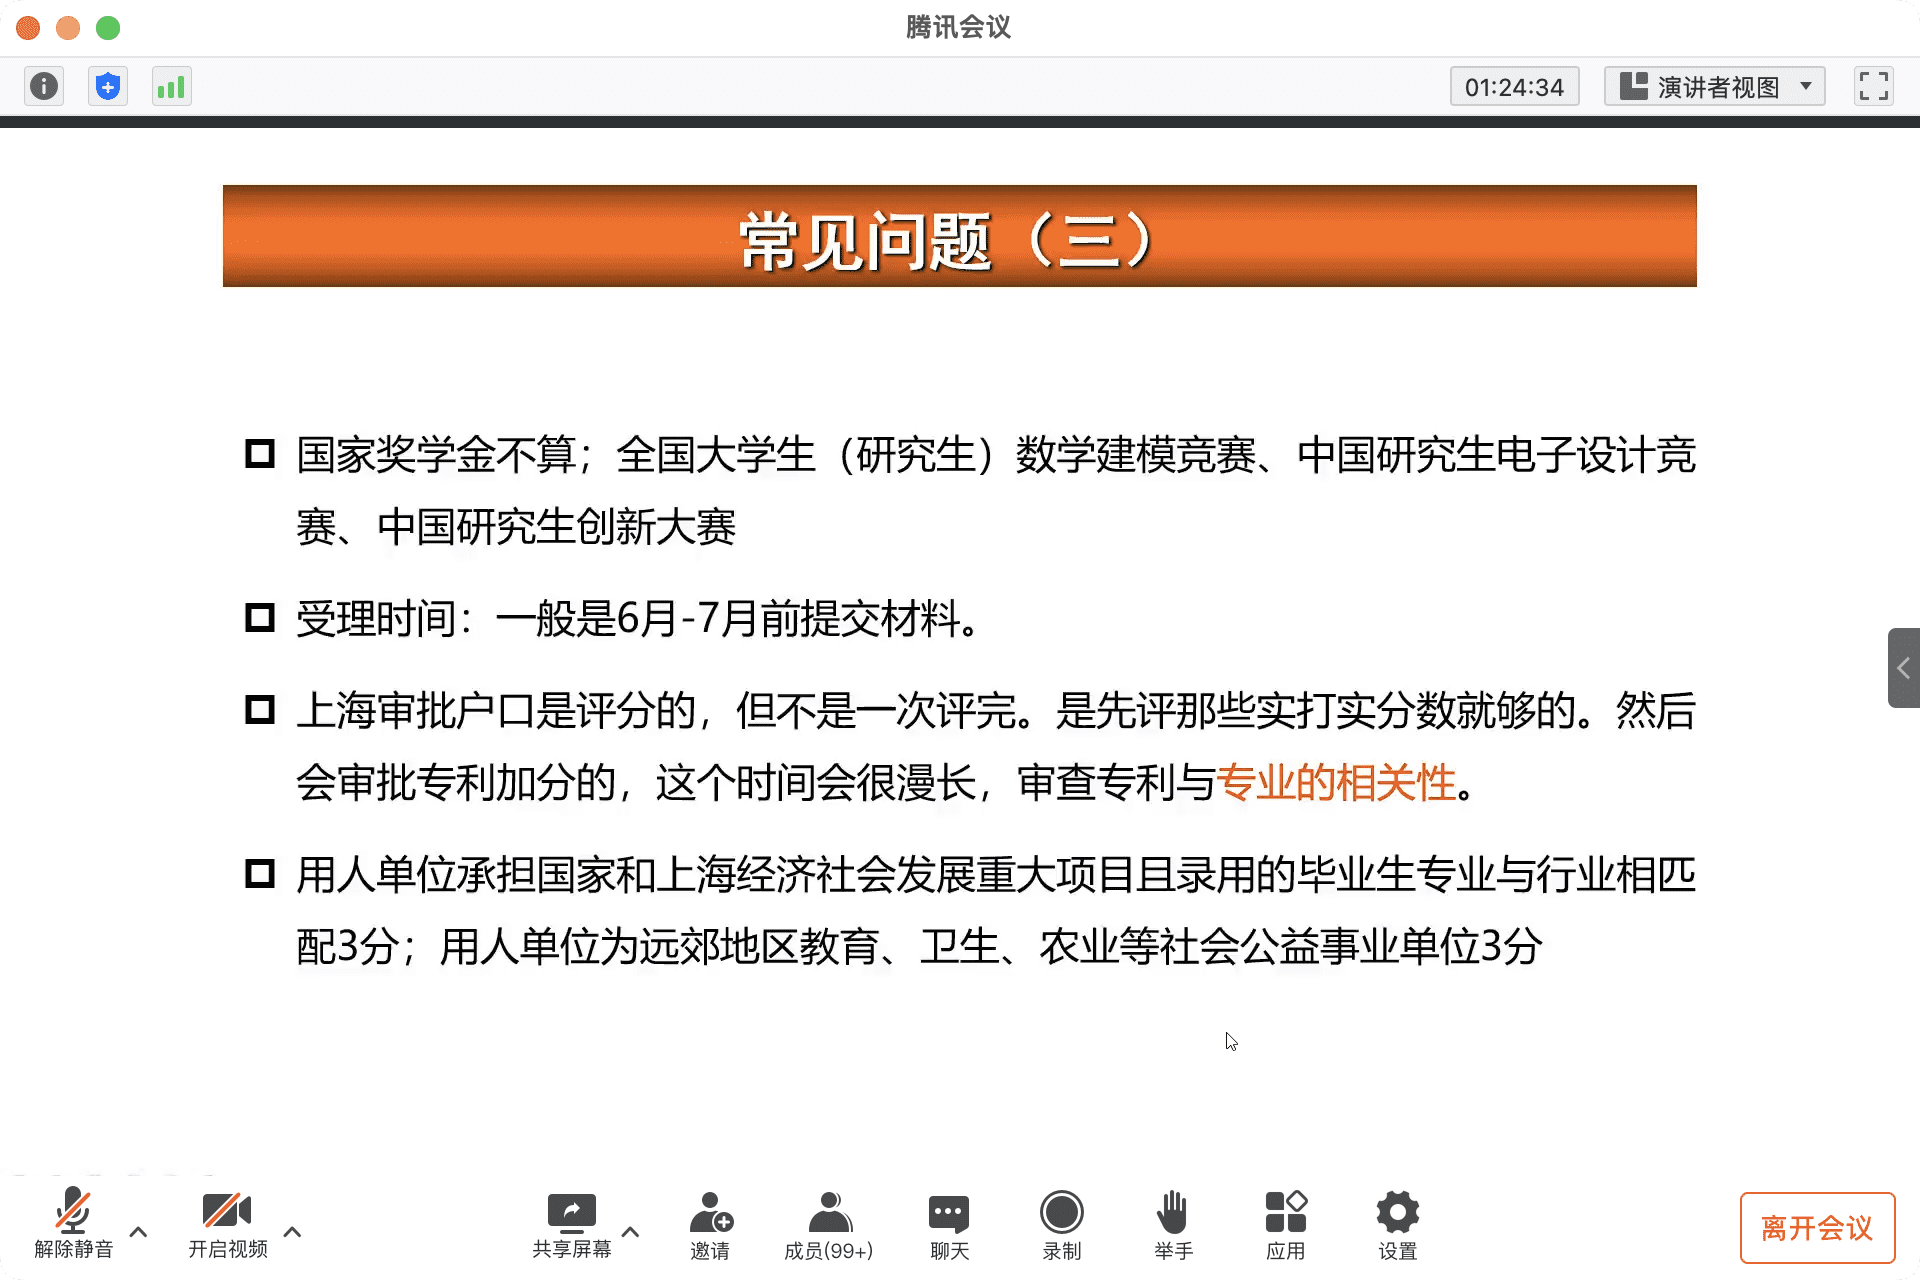 腾讯会议
01:24:34
演讲者视图
常见问题（三）
国家奖学金不算；全国大学生（研究生）数学建模竞赛、中国研究生电子设计竞
赛、中国研究生创新大赛
受理时间：一般是6月-7月前提交材料。
上海审批户口是评分的，但不是一次评完。是先评那些实打实分数就够的。然后
会审批专利加分的，这个时间会很漫长，审查专利与专业的相关性。
用人单位承担国家和上海经济社会发展重大项目且录用的毕业生专业与行业相匹
配3分；用人单位为远郊地区教育、卫生、农业等社会公益事业单位3分
解除静音
开启视频
共享屏幕
邀请
成员(99+)
聊天
录制
举手
应用
设置
离开会议